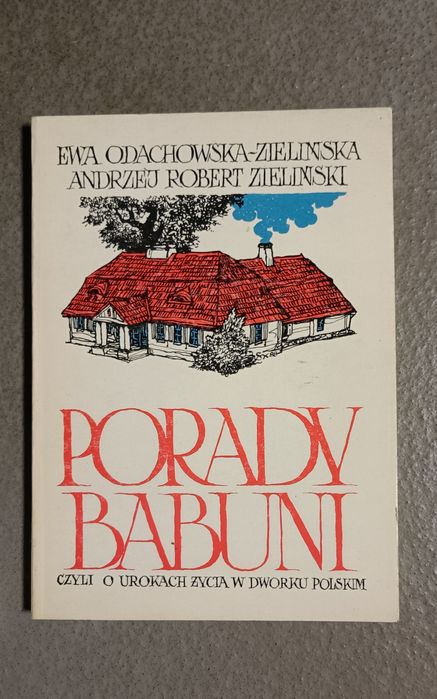 EWA ODACHOWSKA-ZIELIŃSKA
ANDRZEJ ROBERT ZIELIŃSKI
PORADY
BABUNI
CZYLI O UROKACH ŻYCIA W DWORKU POLSKIM